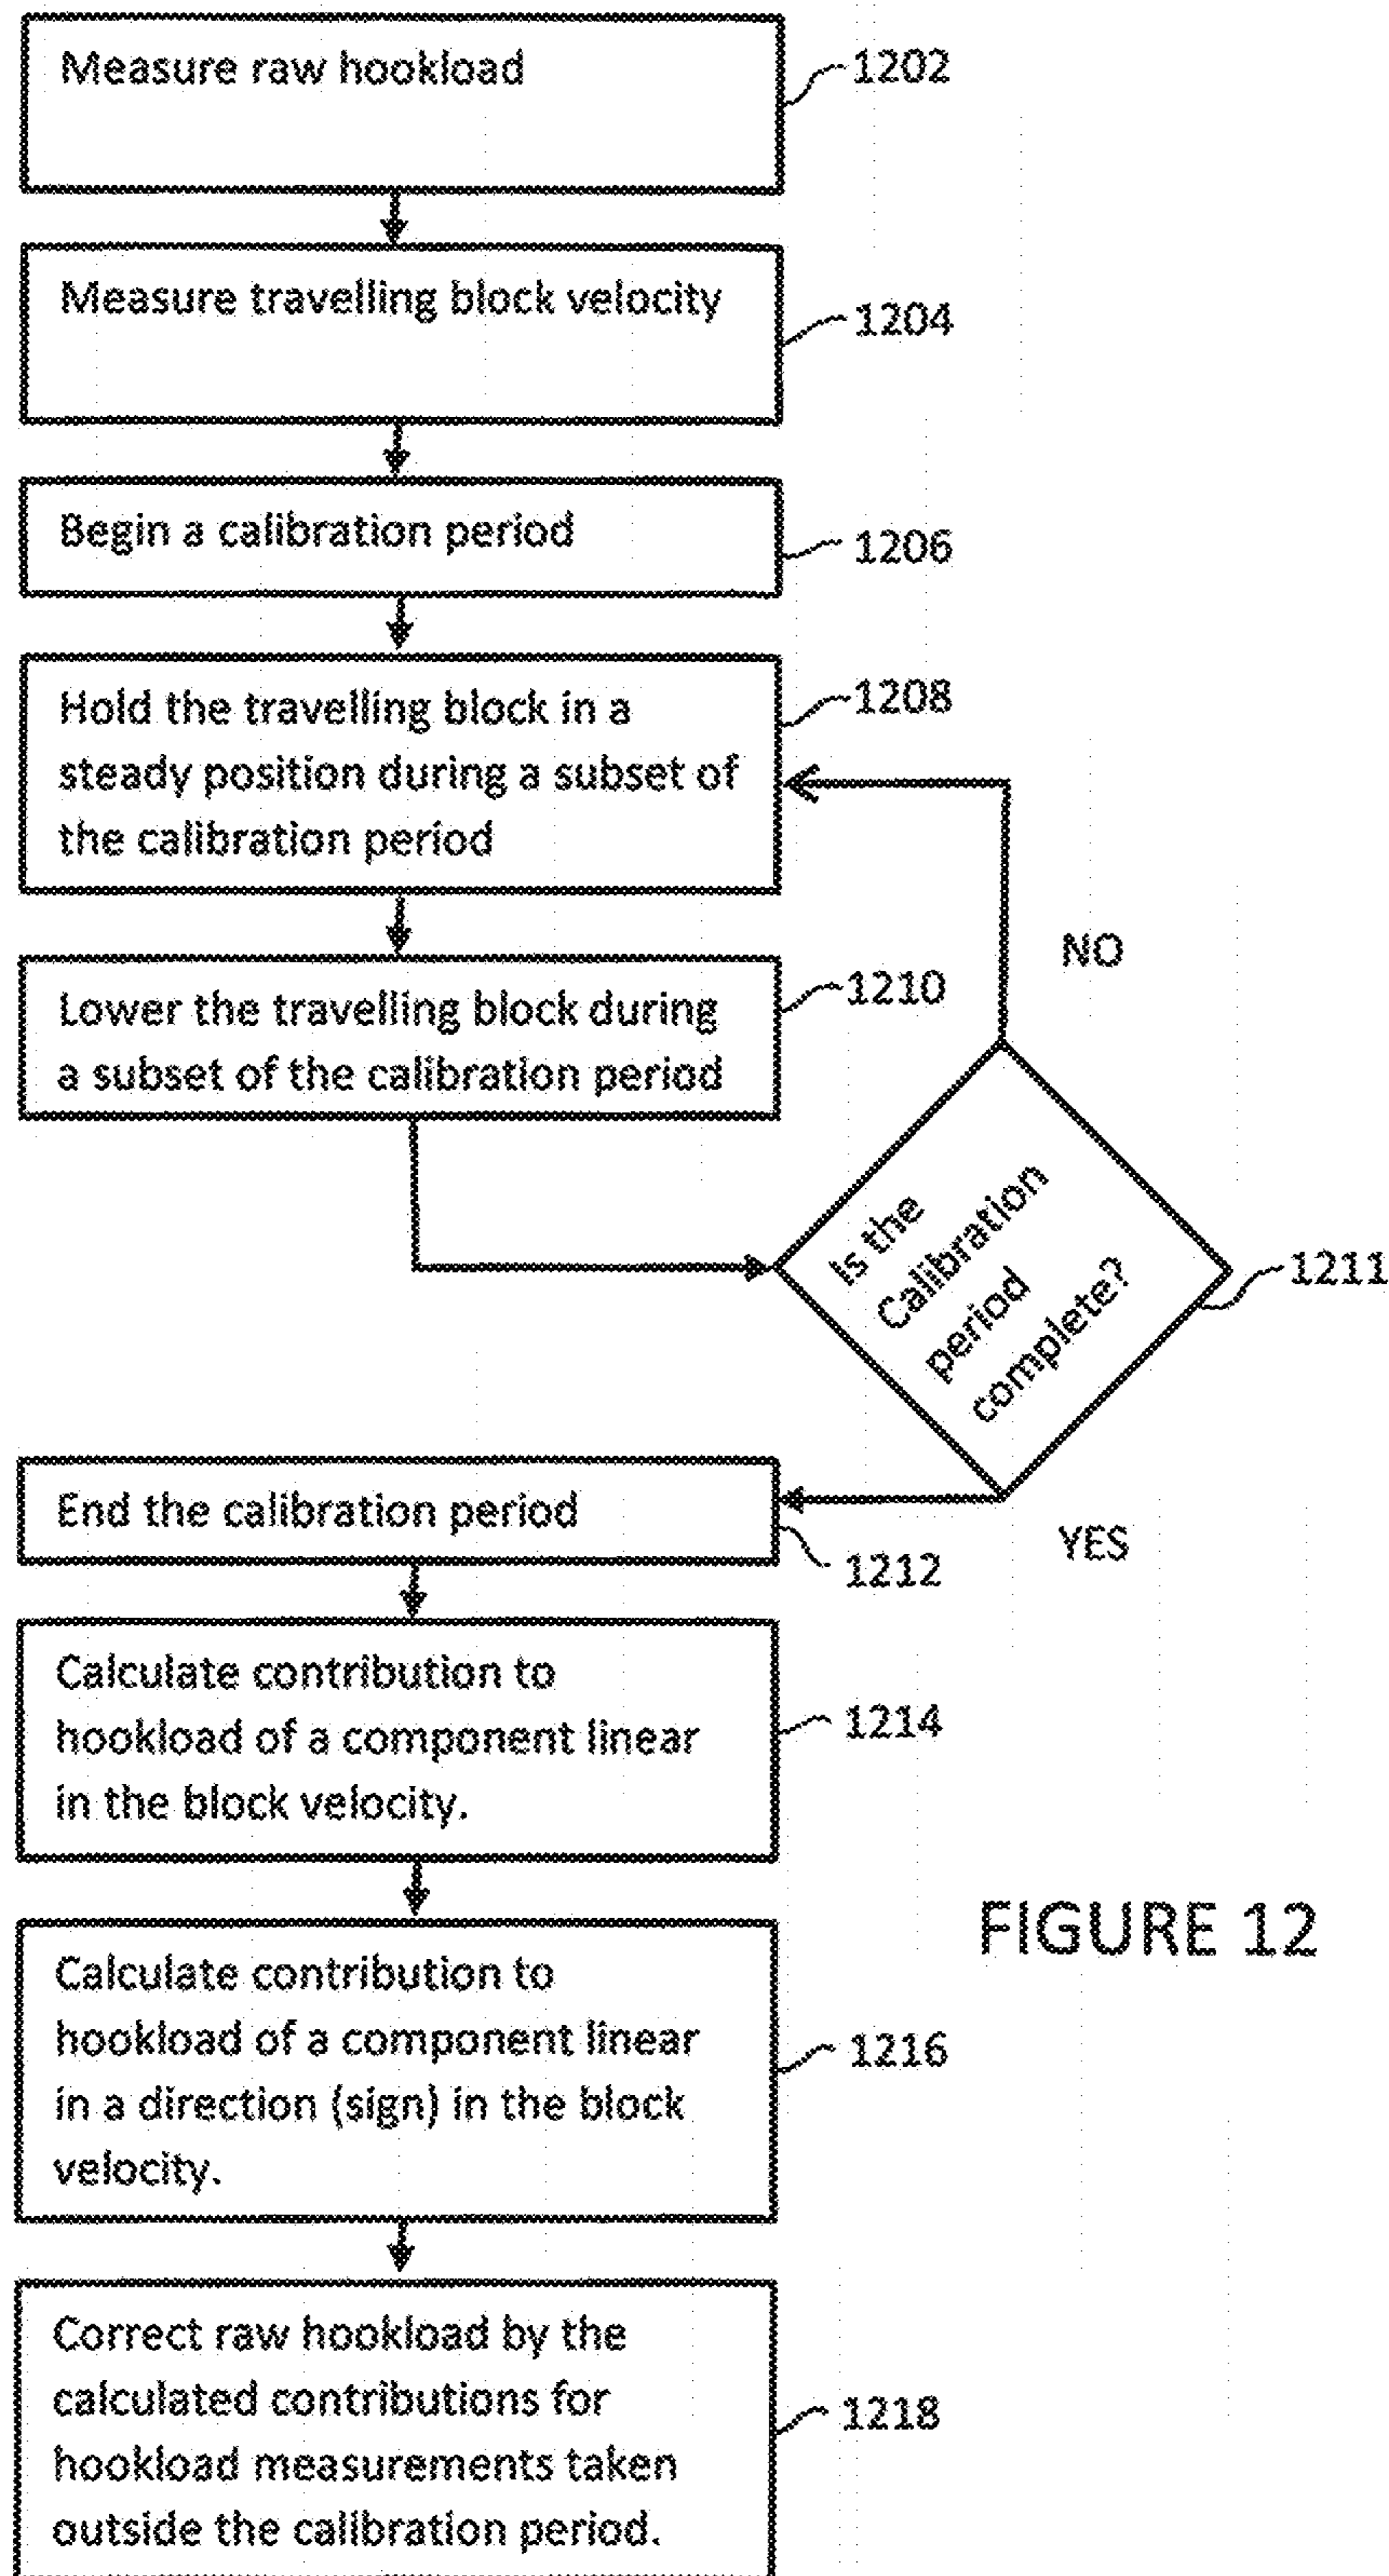 Measure raw hookload
1202
Measure travelling block velocity
1204
Begin a calibration period
1206
Hold the travelling block in a
steady position during a subset of
the calibration period
1208
NO
Lower the travelling block during
a subset of the calibration period
1210
Is the
Calibration
period
complete?
1211
End the calibration period
1212
YES
Calculate contribution to
hookload of a component linear
in the block velocity.
1214
FIGURE 12
Calculate contribution to
hookload of a component linear
in a direction (sign) in the block
velocity.
1216
Correct raw hookload by the
calculated contributions for
hookload measurements taken
outside the calibration period.
1218